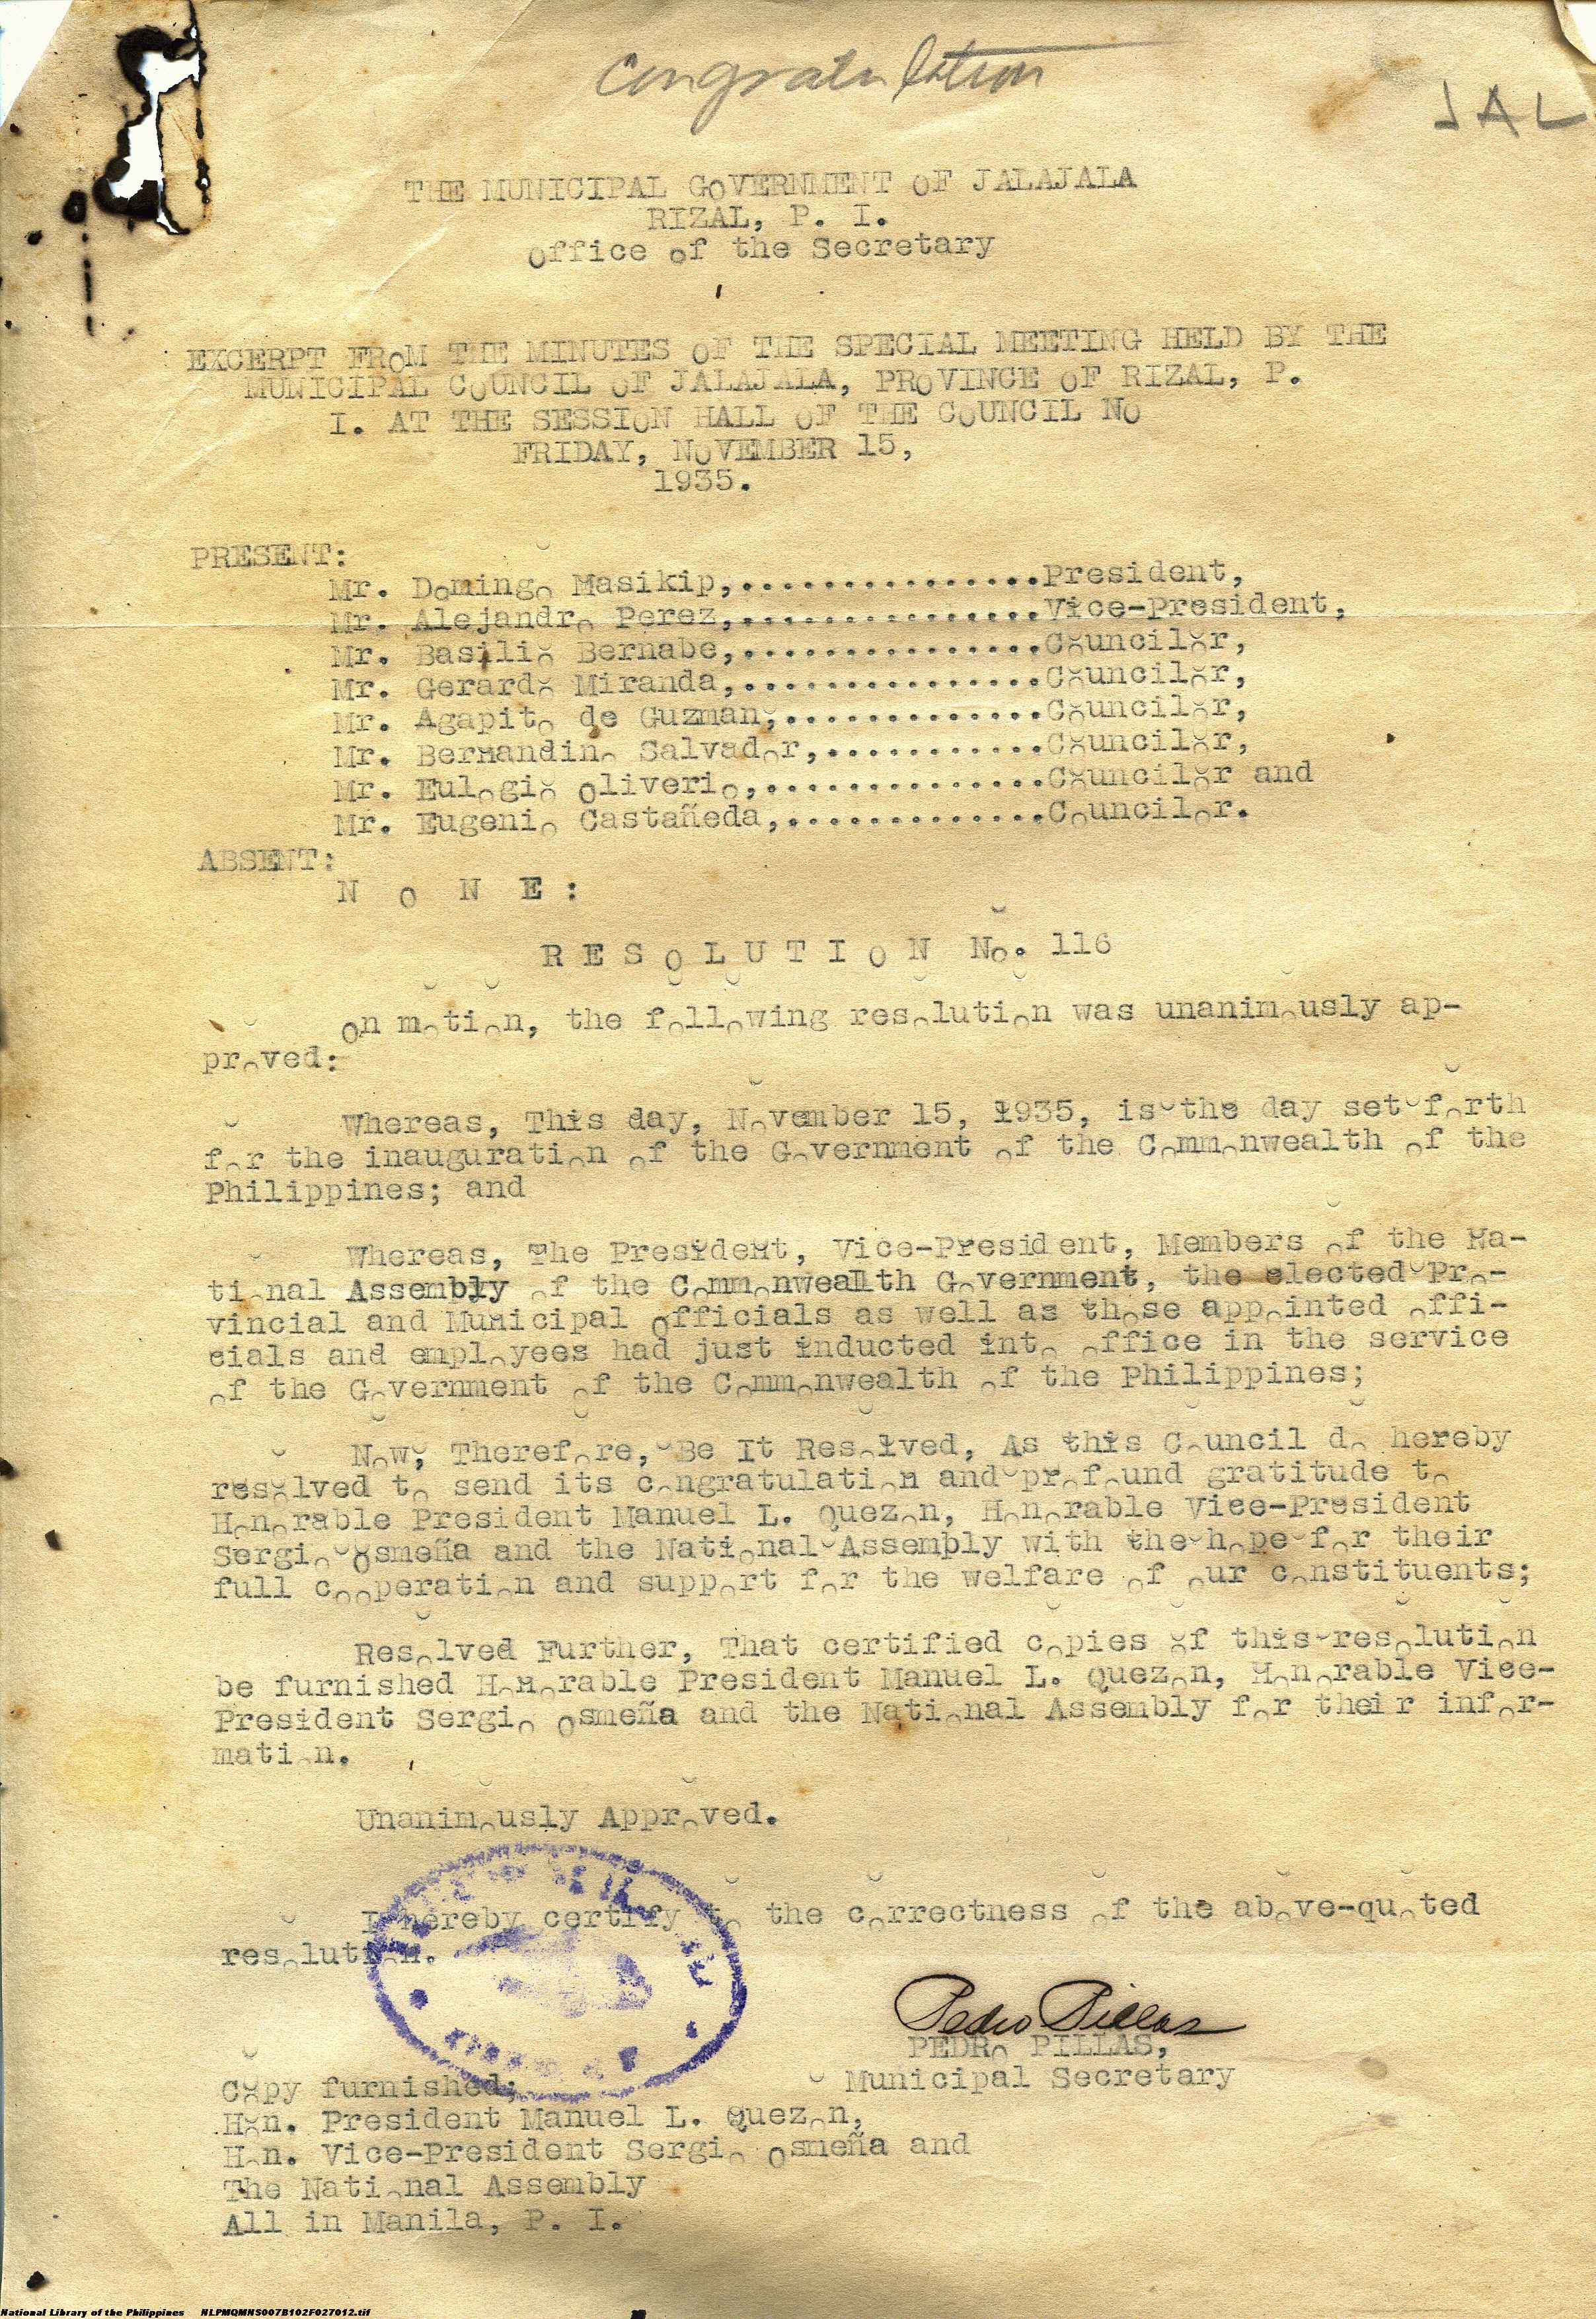 congratulation
JAL
THE MUNICIPAL GOVERNMENT OF JALAJALA
RIZAL, P. I.
Office of the Secretary
EXCERPT FROM THE MINUTES OF THE SPECIAL MEETING HELD BY THE
MUNICIPAL COUNCIL OF JALAJALA, PROVINCE OF RIZAL, P.
I. AT THE SESSION HALL OF THE COUNCIL NO
FRIDAY, NOVEMBER 15,
1935.
PRESENT:
Mr. Domingo Masikip,...............President,
Mr. Alejandro Perez,...............Vice-President,
Mr. Basilio Bernabe,...............Councilor,
Mr. Gerardo Miranda,...............Councilor,
Mr. Agapito de Guzman,.............Councilor,
Mr. Bernandino Salvador,...........Councilor,
Mr. Eulogio Oliverio,..............Councilor and
Mr. Eugenio Castañeda,.............Councilor.
ABSENT:
N O N E :
R E S O L U T I O N No. 116
On motion, the following resolution was unanimously ap-
proved:
Whereas, This day, November 15, 1935, is the day set forth
for the inauguration of the Government of the Commonwealth of the
Philippines; and
Whereas, The President, Vice-President, Members of the Na-
tional Assembly of the Commonwealth Government, the elected Pro-
vincial and Municipal Officials as well as those appointed offi-
cials and employees had just inducted into office in the service
of the Government of the Commonwealth of the Philippines;
Now, Therefore, Be It Resolved, As this Council do hereby
resolved to send its congratulation and profound gratitude to
Honorable President Manuel L. Quezon, Honorable Vice-President
Sergio Osmeña and the National Assembly with the hope for their
full cooperation and support for the welfare of our constituents;
Resolved Further, That certified copies of this resolution
be furnished Honorable President Manuel L. Quezon, Honorable Vice-
President Sergio Osmeña and the National Assembly for their infor-
mation.
Unanimously Approved.
I hereby certify to the correctness of the above-quoted
resolution.
Pedro Pillas
PEDRO PILLAS,
Municipal Secretary
Copy furnished;
Hon. President Manuel L. Quezon,
Hon. Vice-President Sergio Osmeña and
The National Assembly
All in Manila, P. I.
National Library of the Philippines NLPMQMNS007B102F027012.tif